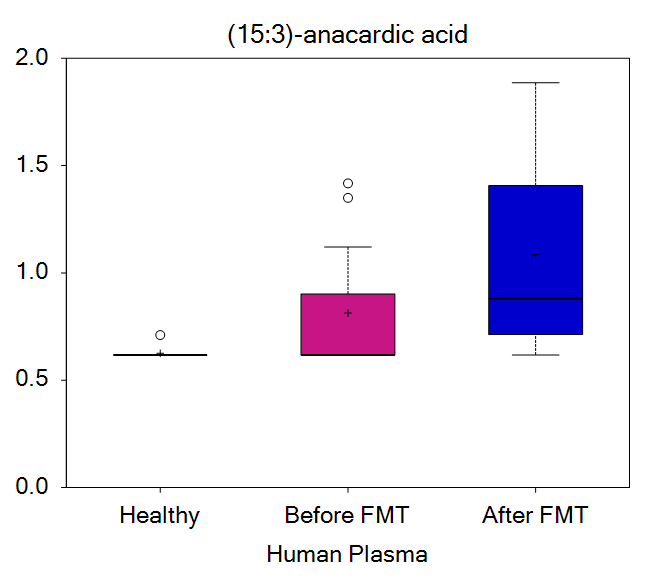 (15:3)-anacardic acid
2.0
1.5
1.0
0.5
0.0
Healthy Before FMT After FMT
Human Plasma